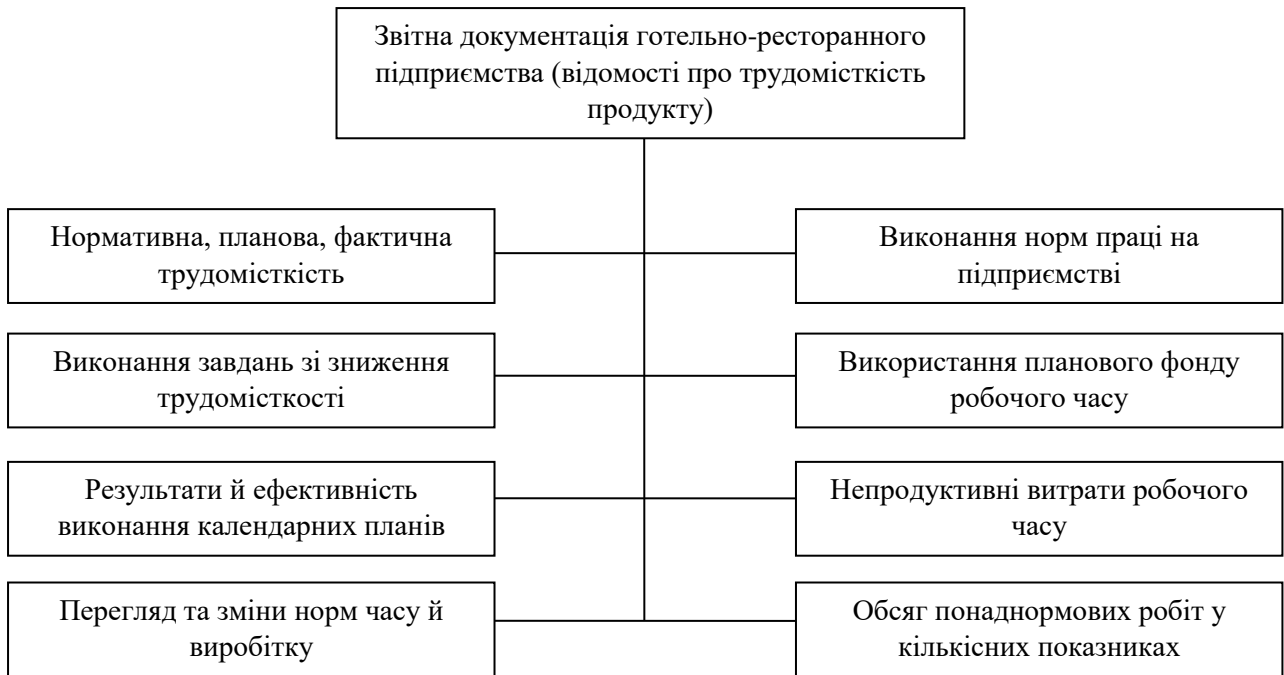 Звітна документація готельно-ресторанного
підприємства (відомості про трудомісткість
продукту)
Нормативна, планова, фактична
трудомісткість
Виконання норм праці на
підприємстві
Виконання завдань зі зниження
трудомісткості
Використання планового фонду
робочого часу
Результати й ефективність
виконання календарних планів
Непродуктивні витрати робочого
часу
Перегляд та зміни норм часу й
виробітку
Обсяг понаднормових робіт у
кількісних показниках